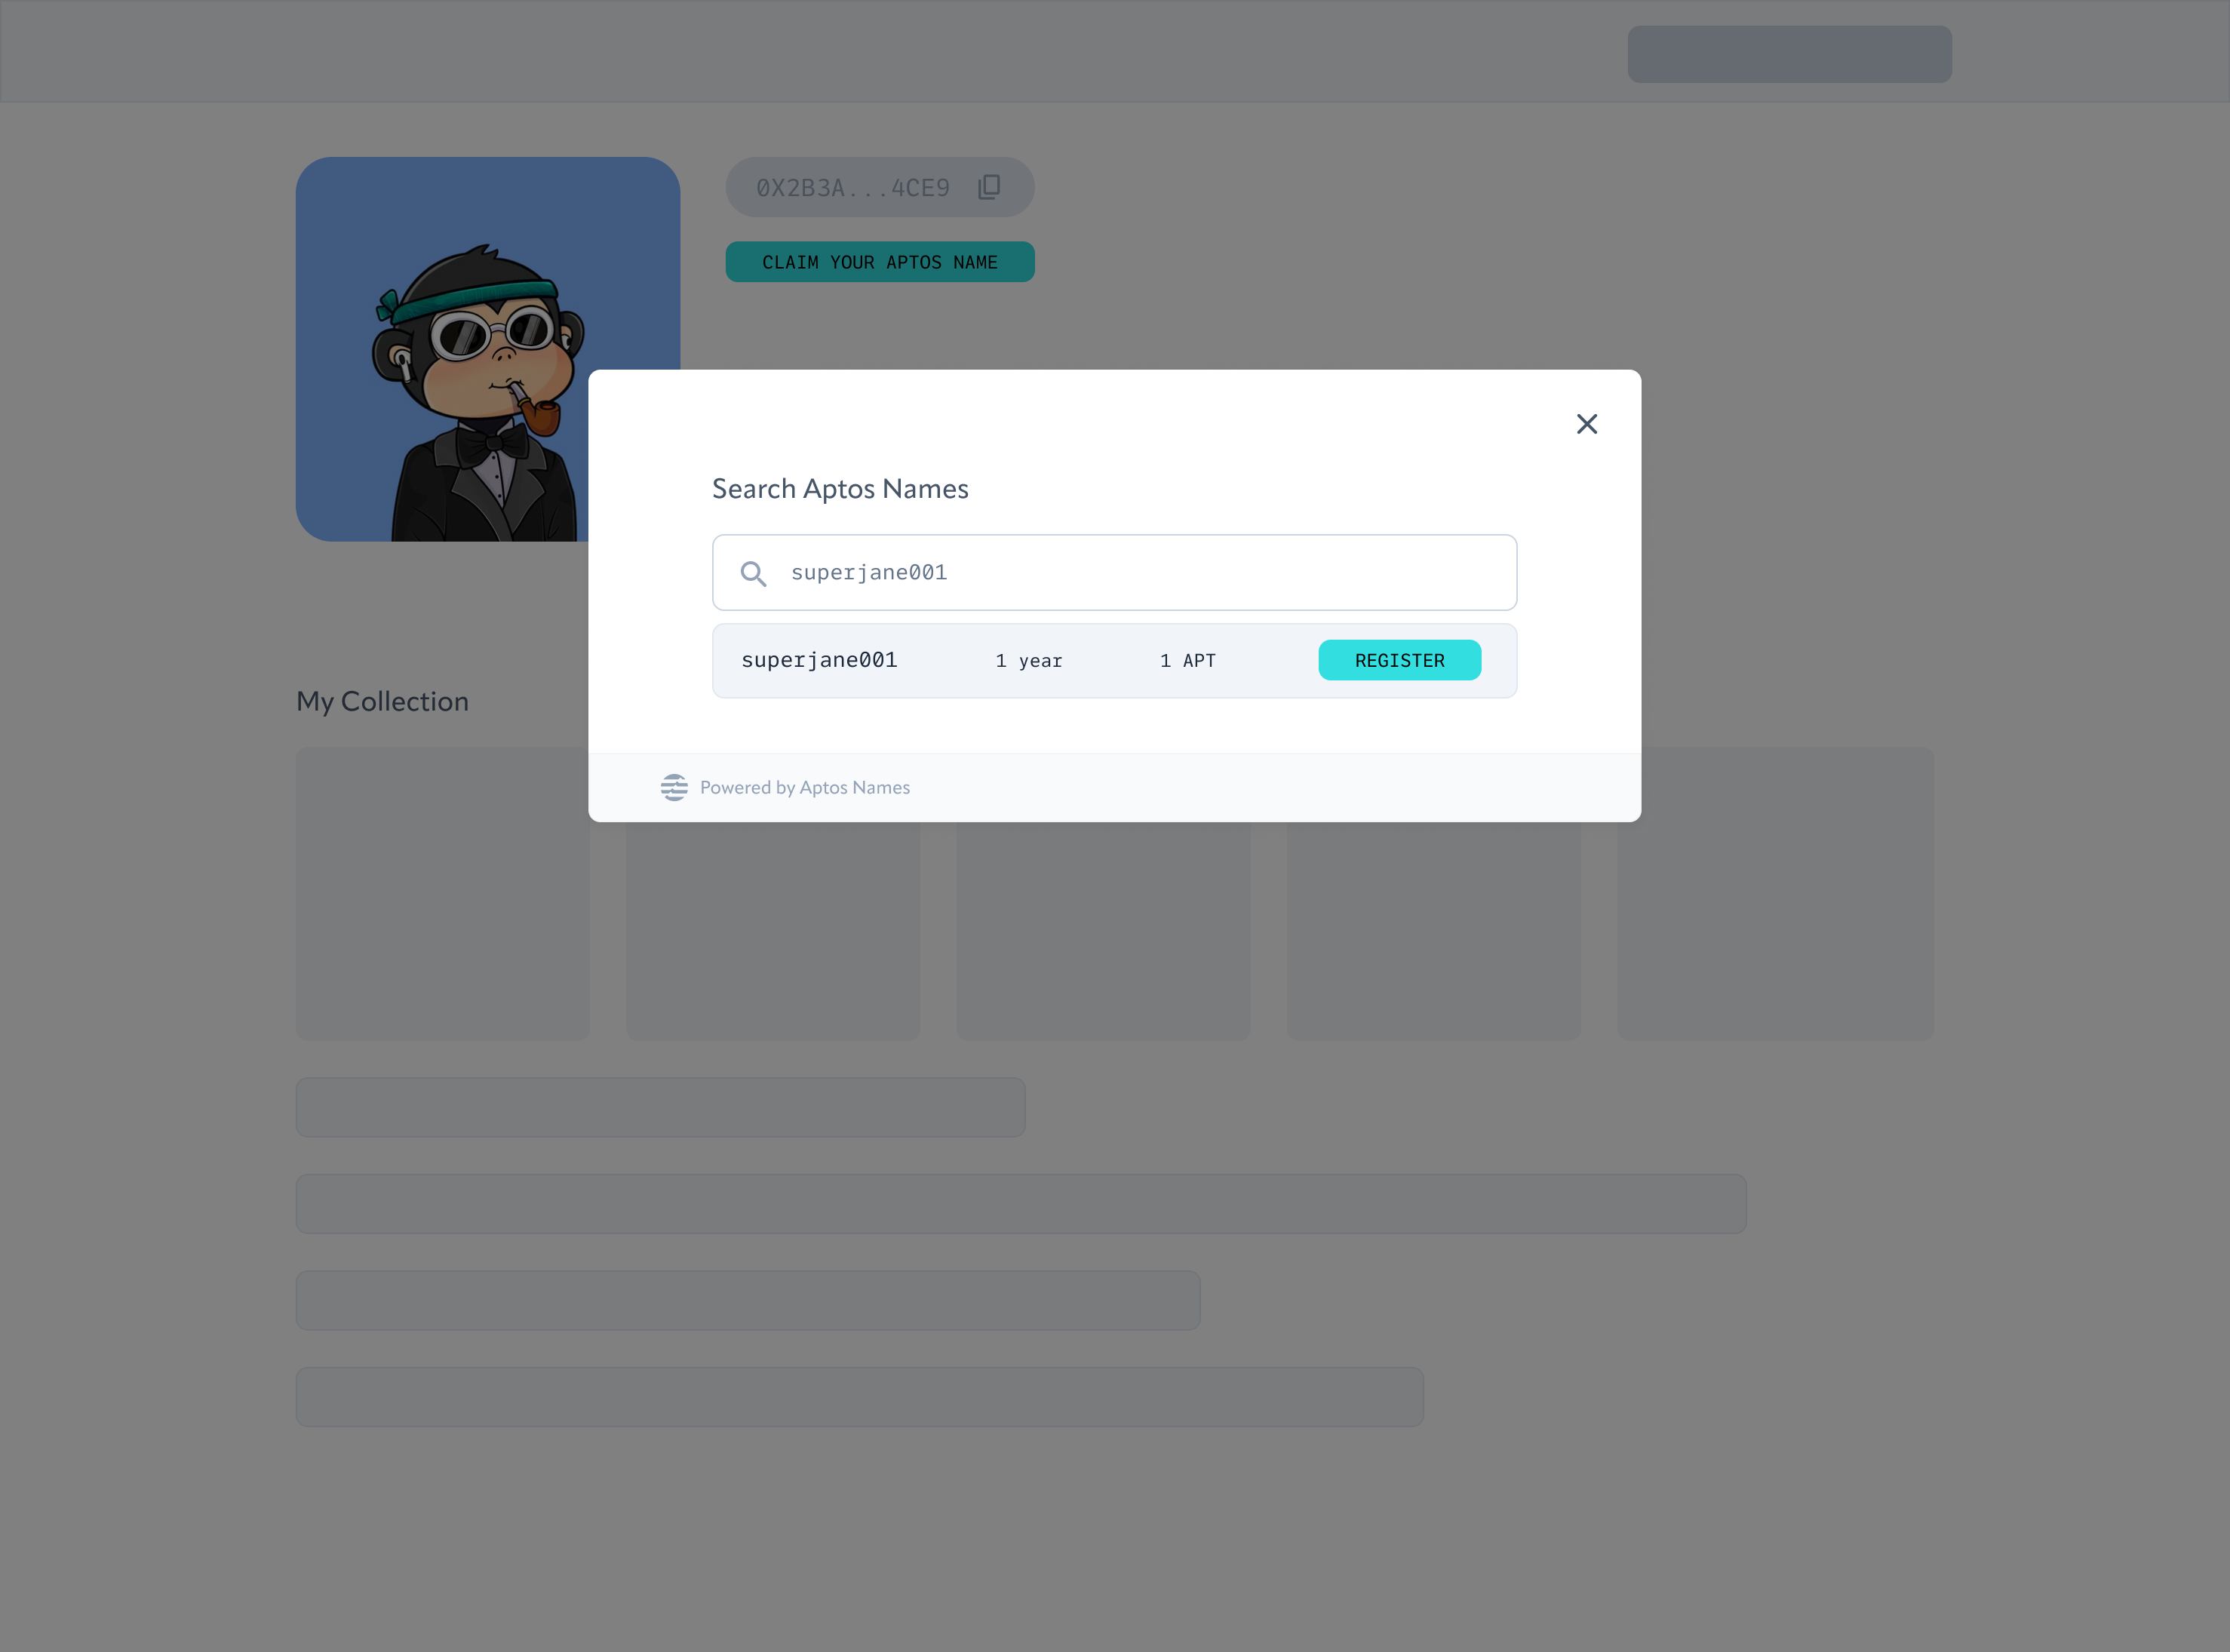 0X2B3A...4CE9
CLAIM YOUR APTOS NAME
Search Aptos Names
superjane001
superjane001 1 year 1 APT REGISTER
My Collection
Powered by Aptos Names